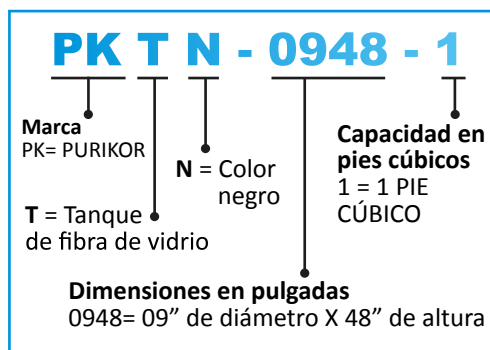 PK T N - 0948 - 1
Marca
PK= PURIKOR
N = Color
negro
Capacidad en
pies cúbicos
1 = 1 PIE
CÚBICO
T = Tanque
de fibra de vidrio
Dimensiones en pulgadas
0948= 09” de diámetro X 48” de altura